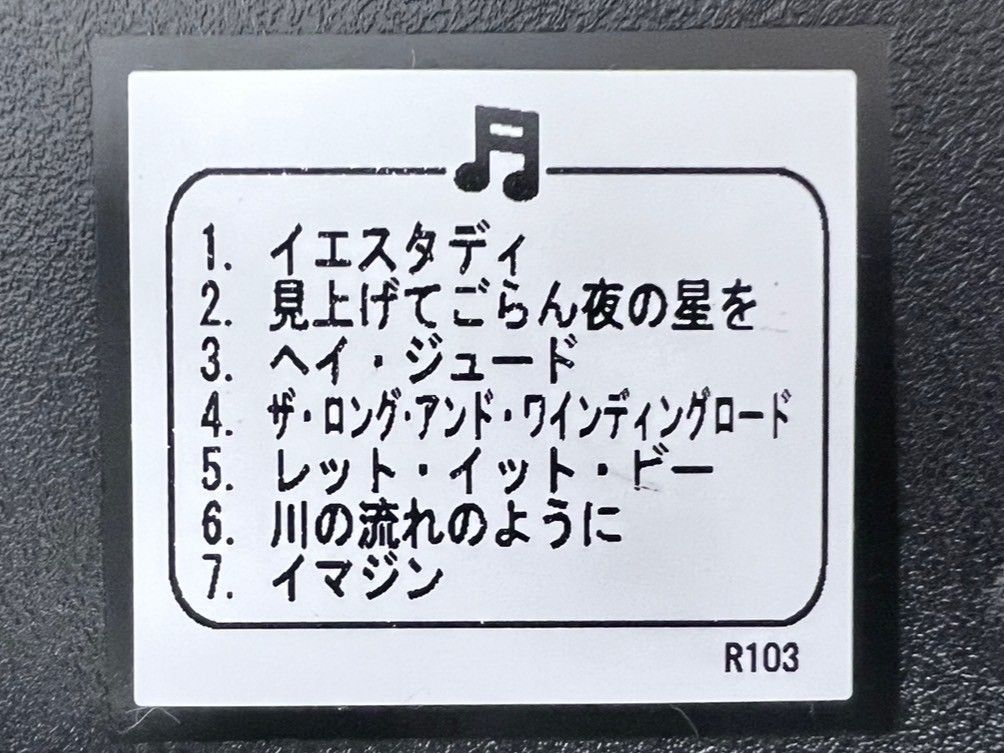 1. イエスタディ
2. 見上げてごらん夜の星を
3. ヘイ・ジュード
4. ザ・ロング・アンド・ワインディングロード
5. レット・イット・ビー
6. 川の流れのように
7. イマジン
R103